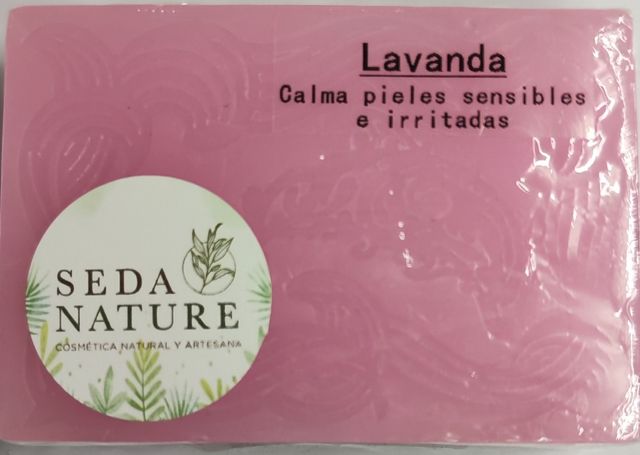 Lavanda
Calma pieles sensibles
e irritadas
SEDA
NATURE
COSMÉTICA NATURAL Y ARTESANA